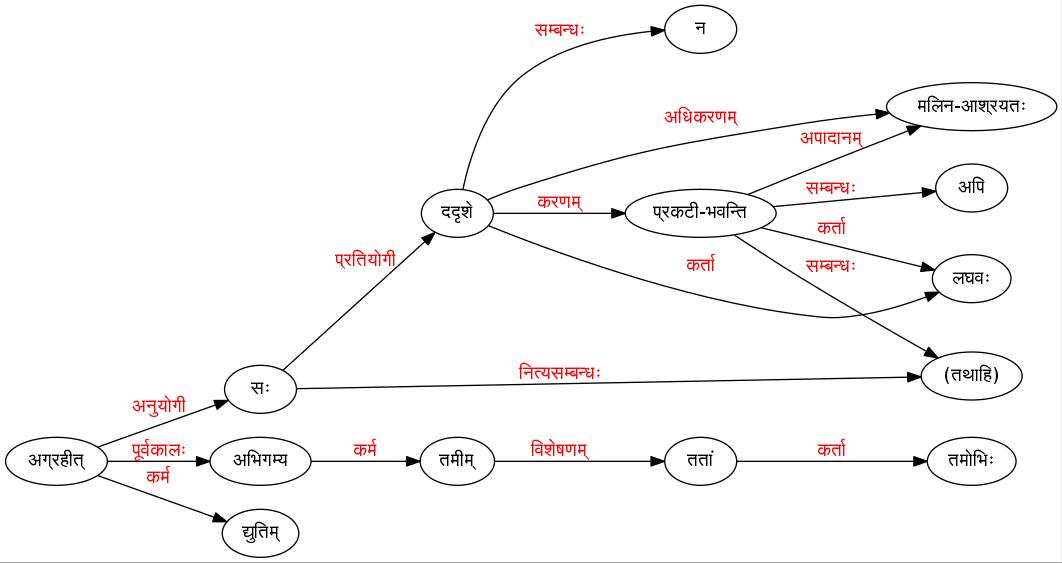 सम्बन्धः
न
अधिकरणम्
मलिन-आश्रयतः
अपादानम्
ददृशे
करणम्
प्रकटी-भवन्ति
सम्बन्धः
अपि
कर्ता
प्रतियोगी
कर्ता
सम्बन्धः
लघवः
सः
नित्यसम्बन्धः
(तथाहि)
अनुयोगी
अग्रहीत्
पूर्वकालः
अभिगम्य
कर्म
तमीम्
विशेषणम्
ततां
कर्ता
तमोभिः
कर्म
द्युतिम्